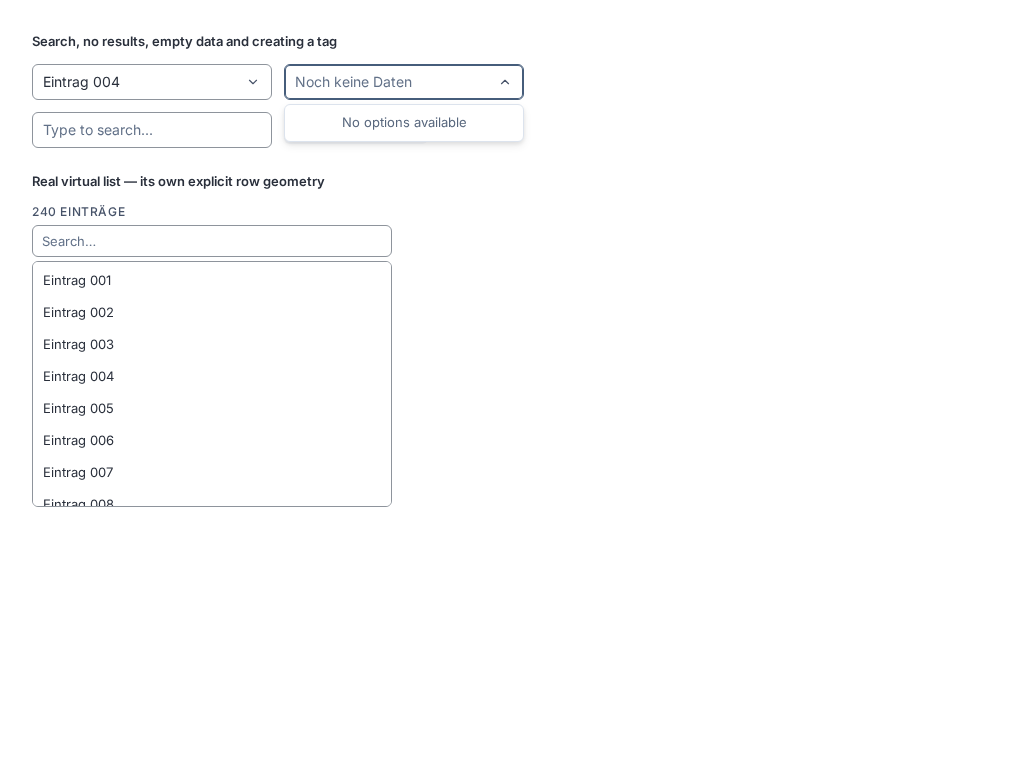 Search, no results, empty data and creating a tag
Eintrag 004
Noch keine Daten
No options available
Type to search...
Real virtual list — its own explicit row geometry
240 EINTRÄGE
Search...
Eintrag 001
Eintrag 002
Eintrag 003
Eintrag 004
Eintrag 005
Eintrag 006
Eintrag 007
Eintrag 008